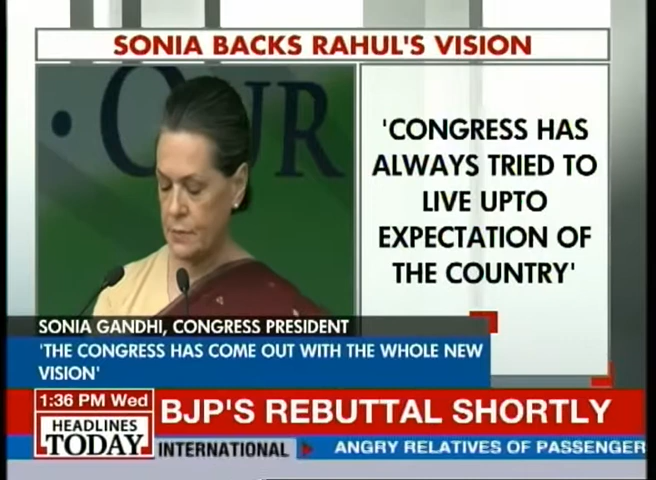 SONIA BACKS RAHUL'S VISION
· OUR
'CONGRESS HAS
ALWAYS TRIED TO
LIVE UPTO
EXPECTATION OF
THE COUNTRY'
SONIA GANDHI, CONGRESS PRESIDENT
'THE CONGRESS HAS COME OUT WITH THE WHOLE NEW
VISION'
1:36 PM Wed
BJP'S REBUTTAL SHORTLY
HEADLINES
TODAY
INTERNATIONAL
ANGRY RELATIVES OF PASSENGER